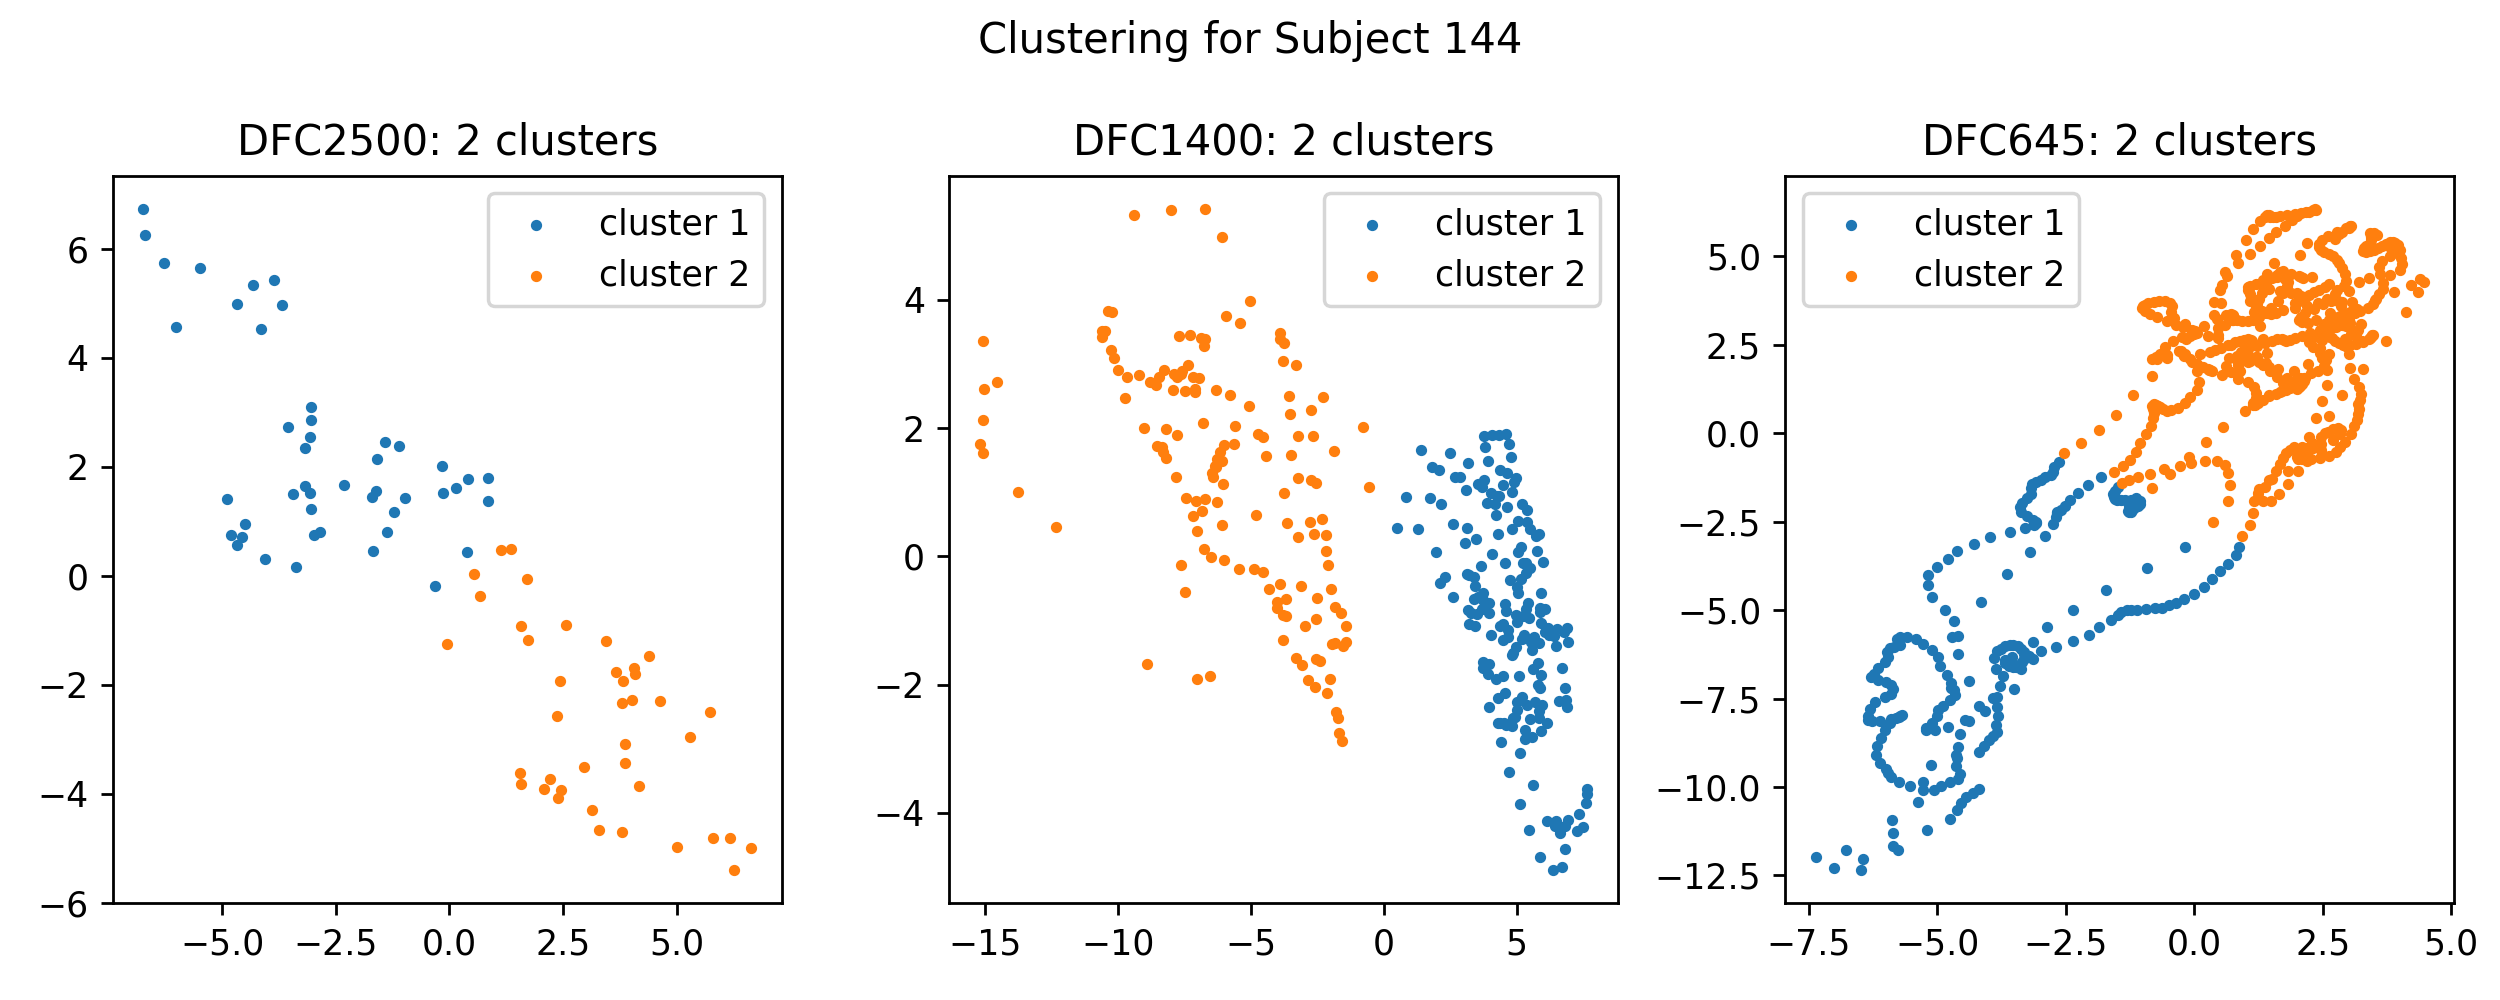 Clustering for Subject 144
DFC2500: 2 clusters
cluster 1
cluster 2
6
4
2
0
−2
−4
−6
−5.0 −2.5 0.0 2.5 5.0
DFC1400: 2 clusters
cluster 1
cluster 2
4
2
0
−2
−4
−15 −10 −5 0 5
DFC645: 2 clusters
cluster 1
cluster 2
5.0
2.5
0.0
−2.5
−5.0
−7.5
−10.0
−12.5
−7.5 −5.0 −2.5 0.0 2.5 5.0